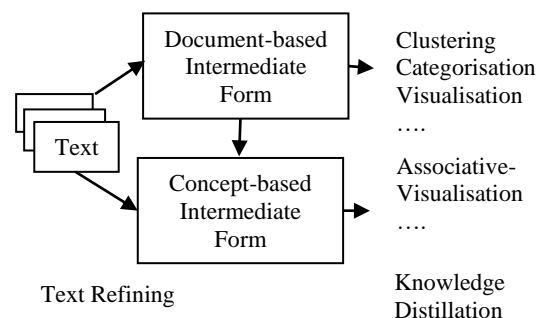 Document-based
Intermediate
Form
Clustering
Categorisation
Visualisation
….
Text
Concept-based
Intermediate
Form
Associative-
Visualisation
….
Text Refining
Knowledge
Distillation